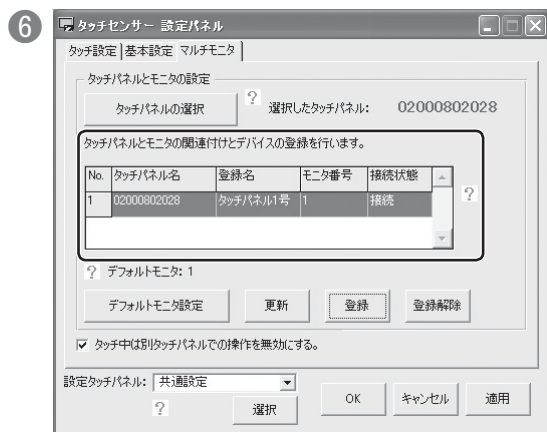 6
タッチセンサー 設定パネル
タッチ設定 基本設定 マルチモニタ
タッチパネルとモニタの設定
タッチパネルの選択 ? 選択したタッチパネル: 02000802028
タッチパネルとモニタの関連付けとデバイスの登録を行います。
No. タッチパネル名 登録名 モニタ番号 接続状態
1 02000802028 タッチパネル1号 1 接続
?
? デフォルトモニタ: 1
デフォルトモニタ設定 更新 登録 登録解除
タッチ中は別タッチパネルでの操作を無効にする。
設定タッチパネル: 共通設定
? 選択 OK キャンセル 適用